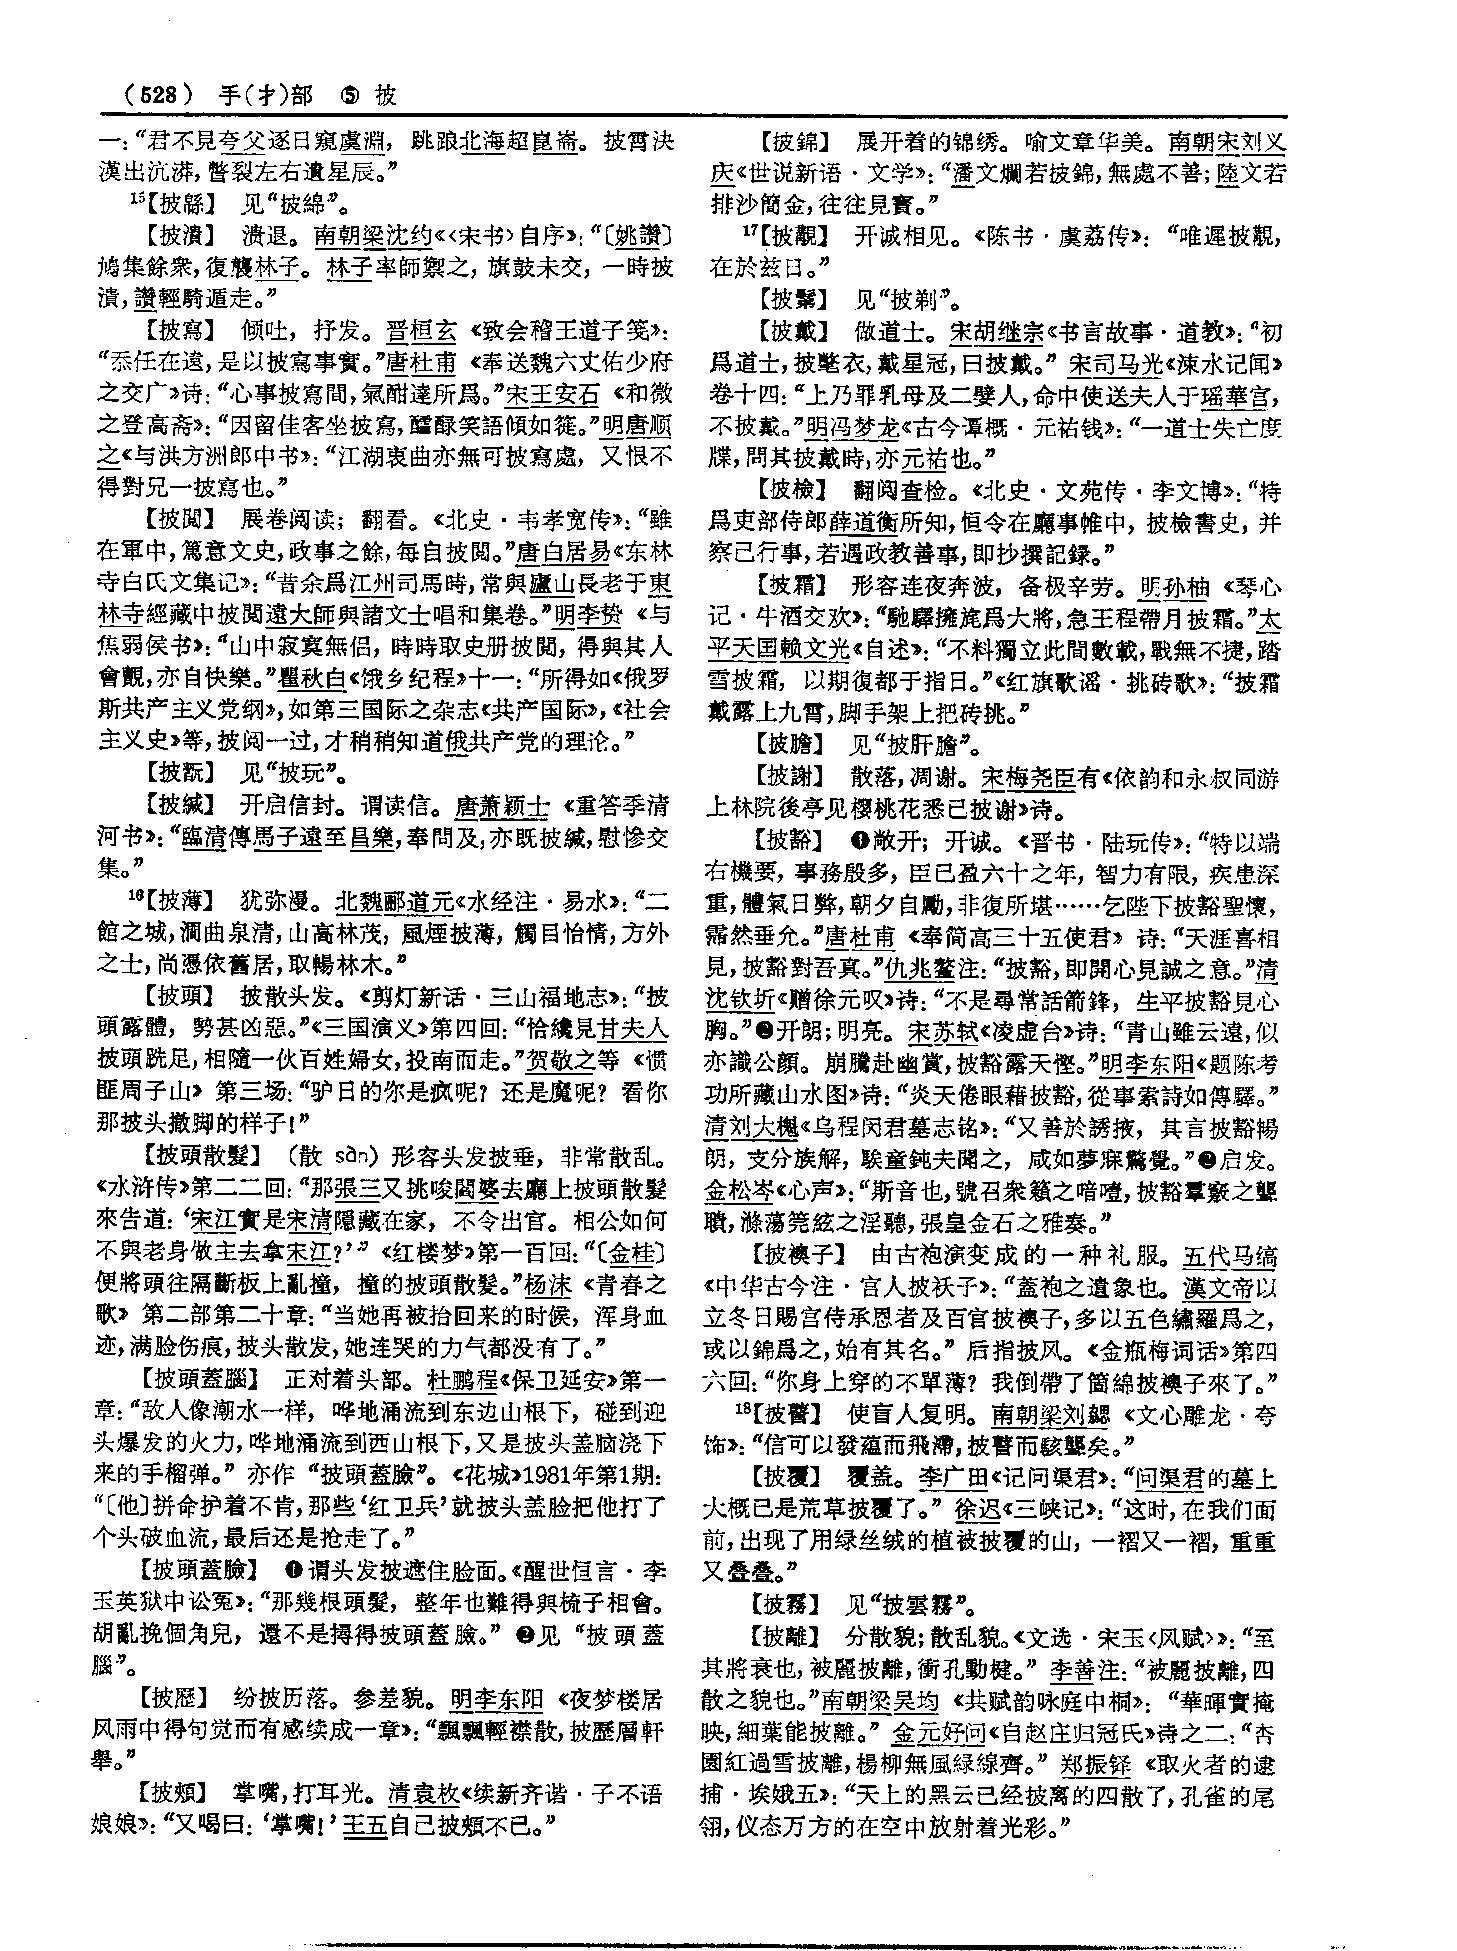 (528) 手(扌)部 ⑤ 披
一：“君不見夸父逐日窺虞淵，跳踉北海超崑崙。披霄決
漢出沆漭，瞥裂左右遺星辰。”
15【披緜】 见“披綿”。
【披潰】 溃退。南朝梁沈约《〈宋书〉自序》：“〔姚讚〕
鳩集餘衆，復襲林子。林子率師禦之，旗鼓未交，一時披
潰，讚輕騎遁走。”
【披寫】 倾吐，抒发。晋桓玄《致会稽王道子笺》：
“忝任在遠，是以披寫事實。”唐杜甫《奉送魏六丈佑少府
之交广》诗：“心事披寫間，氣酣達所爲。”宋王安石《和微
之登高斋》：“因留佳客坐披寫，醽醁笑語傾如筵。”明唐顺
之《与洪方洲郎中书》：“江湖衷曲亦無可披寫處，又恨不
得對兄一披寫也。”
【披閲】 展卷阅读；翻看。《北史·韦孝宽传》：“雖
在軍中，篤意文史，政事之餘，每自披閲。”唐白居易《东林
寺白氏文集记》：“昔余爲江州司馬時，常與廬山長老于東
林寺經藏中披閲遠大師與諸文士唱和集卷。”明李贽《与
焦弱侯书》：“山中寂寞無侣，時時取史册披閲，得與其人
會覿，亦自快樂。”瞿秋白《饿乡纪程》十一：“所得如《俄罗
斯共产主义党纲》，如第三国际之杂志《共产国际》，《社会
主义史》等，披阅一过，才稍稍知道俄共产党的理论。”
【披翫】 见“披玩”。
【披緘】 开启信封。谓读信。唐萧颖士《重答李清
河书》：“臨清傳馬子遠至昌樂，奉問及，亦既披緘，慰慘交
集。”
16【披薄】 犹弥漫。北魏郦道元《水经注·易水》：“二
館之城，澗曲泉清，山高林茂，風煙披薄，觸目怡情，方外
之士，尚憑依舊居，取暢林木。”
【披頭】 披散头发。《剪灯新话·三山福地志》：“披
頭露體，勢甚凶惡。”《三国演义》第四回：“恰纔見甘夫人
披頭跣足，相隨一伙百姓婦女，投南而走。”贺敬之等《惯
匪周子山》第三场：“驴日的你是疯呢？还是魔呢？看你
那披头撒脚的样子！”
【披頭散髮】（散 sǎn）形容头发披垂，非常散乱。
《水浒传》第二二回：“那張三又挑唆閻婆去廳上披頭散髮
來告道：‘宋江實是宋清隱藏在家，不令出官。相公如何
不與老身做主去拿宋江？’”《红楼梦》第一百回：“〔金桂〕
便將頭往隔斷板上亂撞，撞的披頭散髮。”杨沫《青春之
歌》第二部第二十章：“当她再被抬回来的时候，浑身血
迹，满脸伤痕，披头散发，她连哭的力气都没有了。”
【披頭蓋腦】 正对着头部。杜鹏程《保卫延安》第一
章：“敌人像潮水一样，哗地涌流到东边山根下，碰到迎
头爆发的火力，哗地涌流到西山根下，又是披头盖脑浇下
来的手榴弹。”亦作“披頭蓋臉”。《花城》1981年第1期：
“〔他〕拼命护着不肯，那些‘红卫兵’就披头盖脸把他打了
个头破血流，最后还是抢走了。”
【披頭蓋臉】 ❶谓头发披遮住脸面。《醒世恒言·李
玉英狱中讼冤》：“那幾根頭髮，整年也難得與梳子相會。
胡亂挽個角兒，還不是撏得披頭蓋臉。”❷见“披頭蓋
腦”。
【披歷】 纷披历落。参差貌。明李东阳《夜梦楼居
风雨中得句觉而有感续成一章》：“飄飄輕襟散，披歷層軒
舉。”
【披頰】 掌嘴，打耳光。清袁枚《续新齐谐·子不语
娘娘》：“又喝曰：‘掌嘴！’王五自己披頰不已。”
【披錦】 展开着的锦绣。喻文章华美。南朝宋刘义
庆《世说新语·文学》：“潘文爛若披錦，無處不善；陸文若
排沙簡金，往往見寳。”
17【披觀】 开诚相见。《陈书·虞荔传》：“唯遲披觀，
在於兹日。”
【披鬀】 见“披剃”。
【披戴】 做道士。宋胡继宗《书言故事·道教》：“初
爲道士，披氅衣，戴星冠，曰披戴。”宋司马光《涑水记闻》
卷十四：“上乃罪乳母及二嬖人，命中使送夫人于瑶華宫，
不披戴。”明冯梦龙《古今谭概·元祐钱》：“一道士失亡度
牒，問其披戴時，亦元祐也。”
【披檢】 翻阅查检。《北史·文苑传·李文博》：“特
爲吏部侍郎薛道衡所知，恒令在廳事帷中，披檢書史，并
察己行事，若遇政教善事，即抄撰記録。”
【披霜】 形容连夜奔波，备极辛劳。明孙柚《琴心
记·牛酒交欢》：“馳驛擁旄爲大將，急王程帶月披霜。”太
平天国赖文光《自述》：“不料獨立此間數載，戰無不捷，踏
雪披霜，以期復都于指日。”《红旗歌谣·挑砖歌》：“披霜
戴露上九霄，脚手架上把砖挑。”
【披膽】 见“披肝膽”。
【披謝】 散落，凋谢。宋梅尧臣有《依韵和永叔同游
上林院後亭见樱桃花悉已披谢》诗。
【披豁】 ❶敞开；开诚。《晋书·陆玩传》：“特以端
右機要，事務殷多，臣已盈六十之年，智力有限，疾患深
重，體氣日弊，朝夕自勵，非復所堪……乞陛下披豁聖懷，
霈然垂允。”唐杜甫《奉简高三十五使君》诗：“天涯喜相
見，披豁對吾真。”仇兆鳌注：“披豁，即開心見誠之意。”清
沈钦圻《赠徐元叹》诗：“不是尋常話箭鋒，生平披豁見心
胸。”❷开朗；明亮。宋苏轼《凌虚台》诗：“青山雖云遠，似
亦識公顏。崩騰赴幽賞，披豁露天慳。”明李东阳《题陈考
功所藏山水图》诗：“炎天倦眼藉披豁，從事索詩如傳驛。”
清刘大櫆《乌程闵君墓志铭》：“又善於誘掖，其言披豁暢
朗，支分族解，騃童鈍夫聞之，咸如夢寐驚覺。”❸启发。
金松岑《心声》：“斯音也，號召衆籟之喑噎，披豁羣竅之聾
聵，滌蕩筦絃之淫聽，張皇金石之雅奏。”
【披襖子】 由古袍演变成的一种礼服。五代马缟
《中华古今注·宫人披袄子》：“蓋袍之遺象也。漢文帝以
立冬日賜宫侍承恩者及百官披襖子，多以五色繡羅爲之，
或以錦爲之，始有其名。”后指披风。《金瓶梅词话》第四
六回：“你身上穿的不單薄？我倒帶了個綿披襖子來了。”
18【披瞽】 使盲人复明。南朝梁刘勰《文心雕龙·夸
饰》：“信可以發藴而飛滯，披瞽而駭聾矣。”
【披覆】 覆盖。李广田《记问渠君》：“问渠君的墓上
大概已是荒草披覆了。”徐迟《三峡记》：“这时，在我们面
前，出现了用绿丝绒的植被披覆的山，一褶又一褶，重重
又叠叠。”
【披霧】 见“披雲霧”。
【披離】 分散貌；散乱貌。《文选·宋玉〈风赋〉》：“至
其將衰也，被麗披離，衝孔動楗。”李善注：“被麗披離，四
散之貌也。”南朝梁吴均《共赋韵咏庭中桐》：“華暉實掩
映，細葉能披離。”金元好问《自赵庄归冠氏》诗之二：“杏
園紅過雪披離，楊柳無風緑線齊。”郑振铎《取火者的逮
捕·埃娥五》：“天上的黑云已经披离的四散了，孔雀的尾
翎，仪态万方的在空中放射着光彩。”